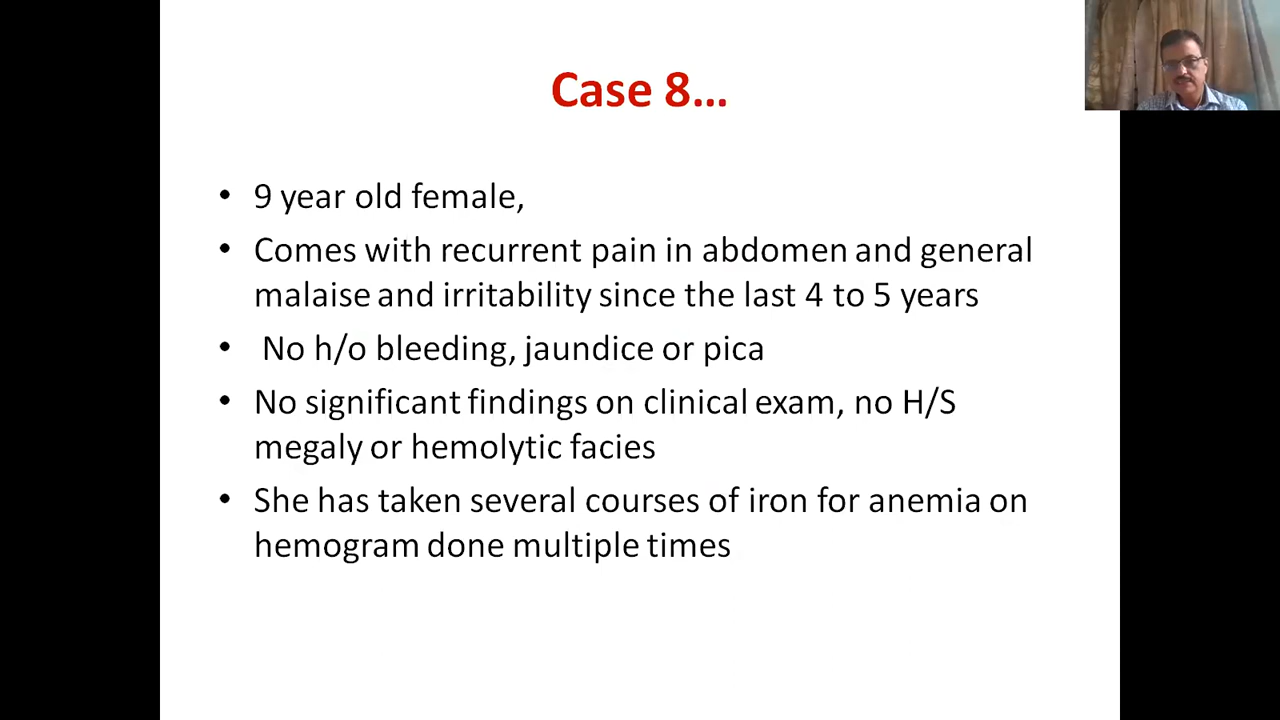 Case 8...
• 9 year old female,
• Comes with recurrent pain in abdomen and general
malaise and irritability since the last 4 to 5 years
• No h/o bleeding, jaundice or pica
• No significant findings on clinical exam, no H/S
megaly or hemolytic facies
• She has taken several courses of iron for anemia on
hemogram done multiple times